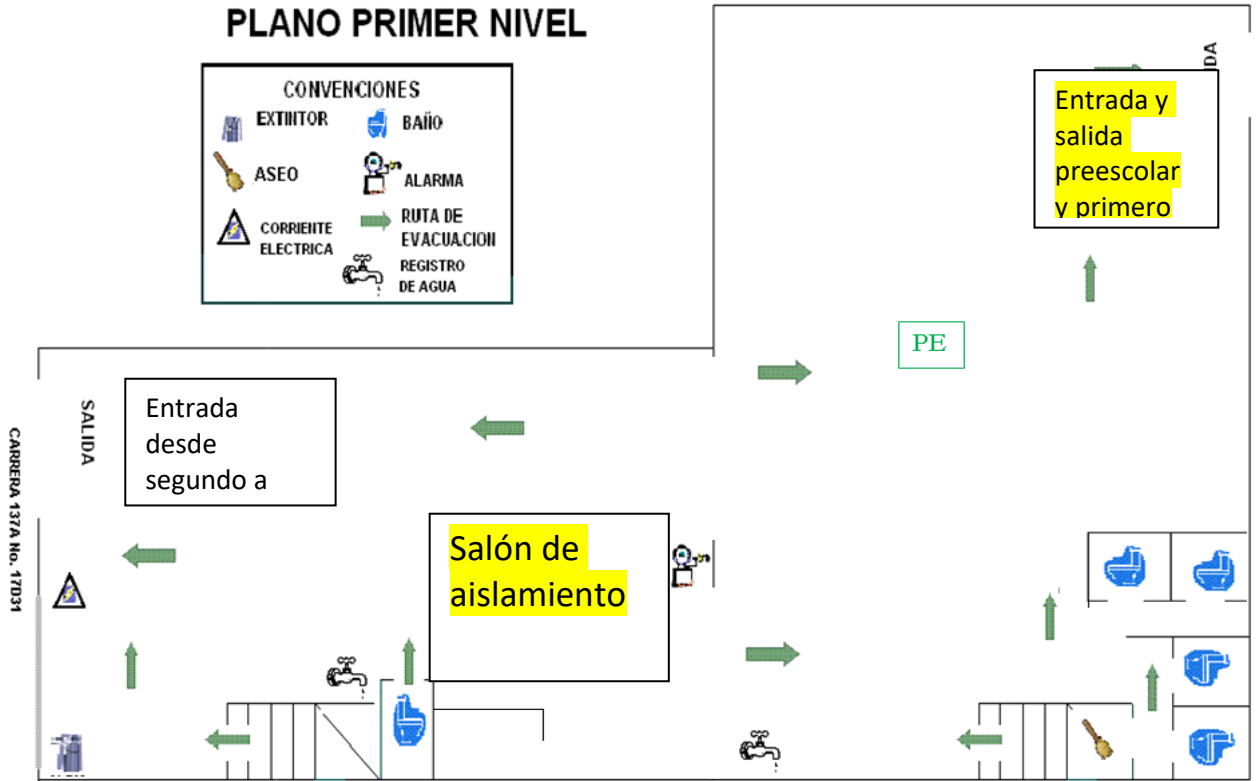 PLANO PRIMER NIVEL
CONVENCIONES
EXTINTOR
BAÑO
ASEO
ALARMA
CORRIENTE
ELECTRICA
RUTA DE
EVACUACION
REGISTRO
DE AGUA
Entrada y
salida
preescolar
y primero
PE
SALIDA
Entrada
desde
segundo a
CARRERA 137A No. 17D31
Salón de
aislamiento